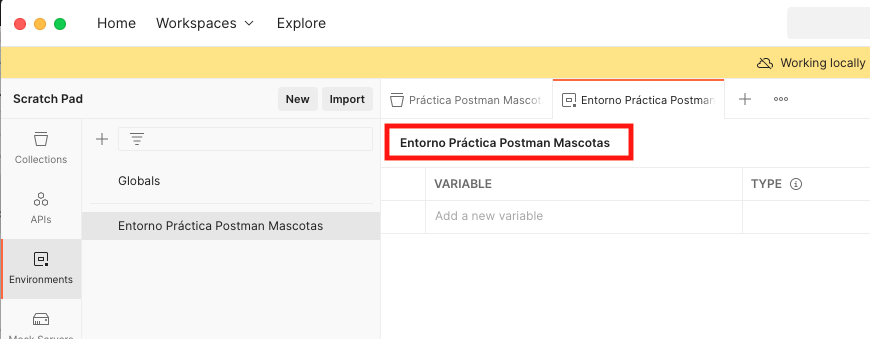 Home Workspaces Explore
Working locally
Scratch Pad New Import
Práctica Postman Mascot
Entorno Práctica Postman
Collections
Globals
APIs
Entorno Práctica Postman Mascotas
Environments
Mock Servers
Entorno Práctica Postman Mascotas
VARIABLE TYPE
Add a new variable